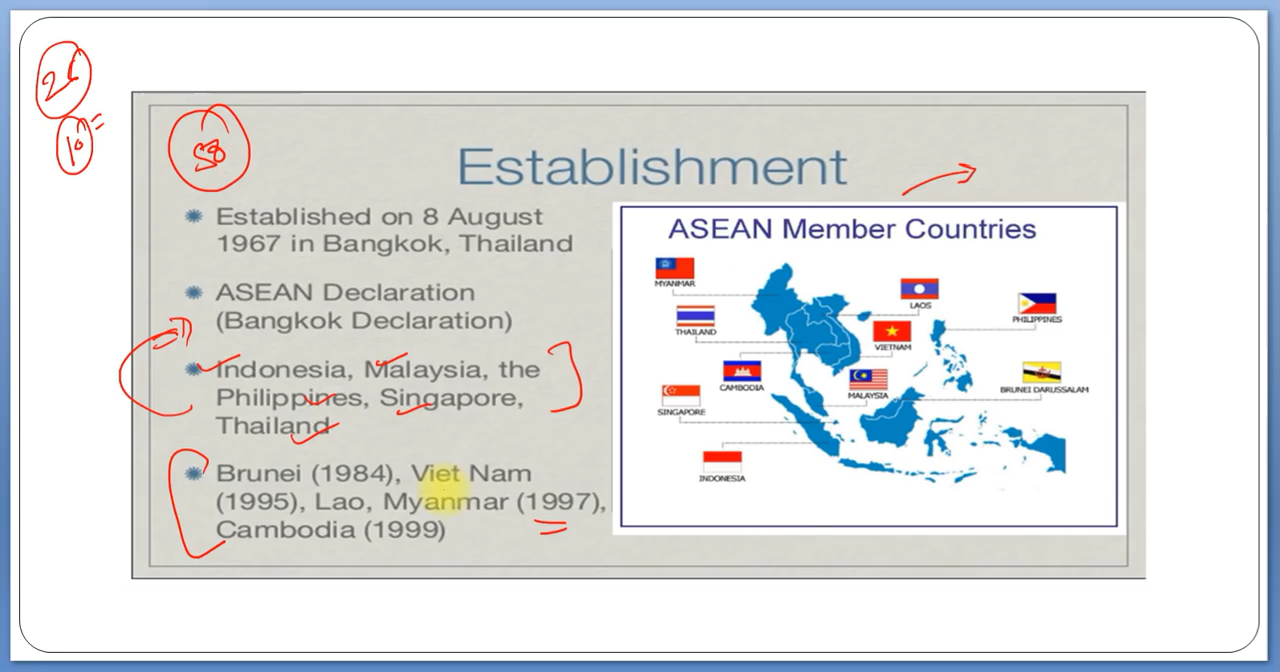 10
58
Establishment
Established on 8 August
1967 in Bangkok, Thailand
ASEAN Declaration
(Bangkok Declaration)
Indonesia, Malaysia, the
Philippines, Singapore,
Thailand
Brunei (1984), Viet Nam
(1995), Lao, Myanmar (1997),
Cambodia (1999)
ASEAN Member Countries
MYANMAR
LAOS
PHILIPPINES
THAILAND
VIETNAM
CAMBODIA
MALAYSIA
BRUNEI DARUSSALAM
SINGAPORE
INDONESIA